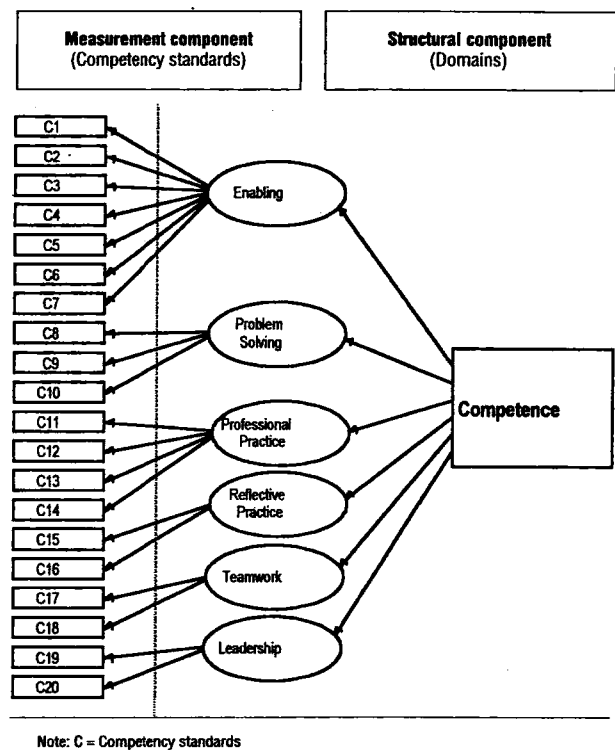 Measurement component
(Competency standards)
Structural component
(Domains)
C1
C2
C3
C4
C5
C6
C7
C8
C9
C10
C11
C12
C13
C14
C15
C16
C17
C18
C19
C20
Enabling
Problem
Solving
Professional
Practice
Reflective
Practice
Teamwork
Leadership
Competence
Note: C = Competency standards